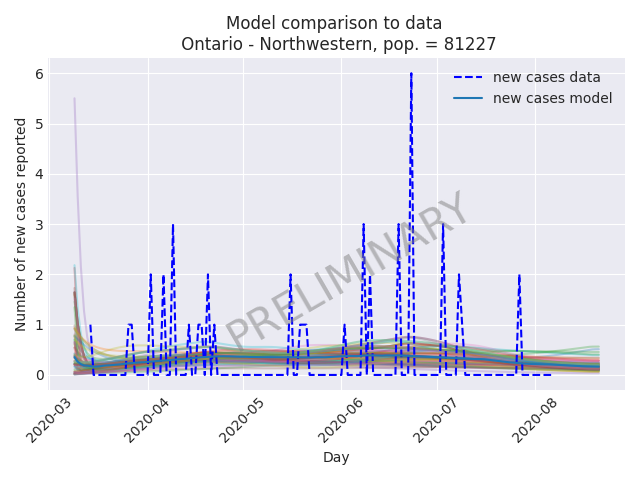 Model comparison to data
Ontario - Northwestern, pop. = 81227
new cases data
new cases model
PRELIMINARY
Number of new cases reported
6
5
4
3
2
1
0
2020-03
2020-04
2020-05
2020-06
2020-07
2020-08
Day